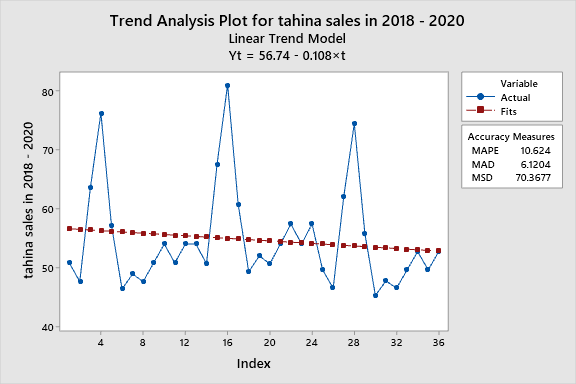 Trend Analysis Plot for tahina sales in 2018 - 2020
Linear Trend Model
Yt = 56.74 - 0.108×t
Variable
Actual
Fits
Accuracy Measures
MAPE 10.624
MAD 6.1204
MSD 70.3677
tahina sales in 2018 - 2020
80
70
60
50
40
4 8 12 16 20 24 28 32 36
Index